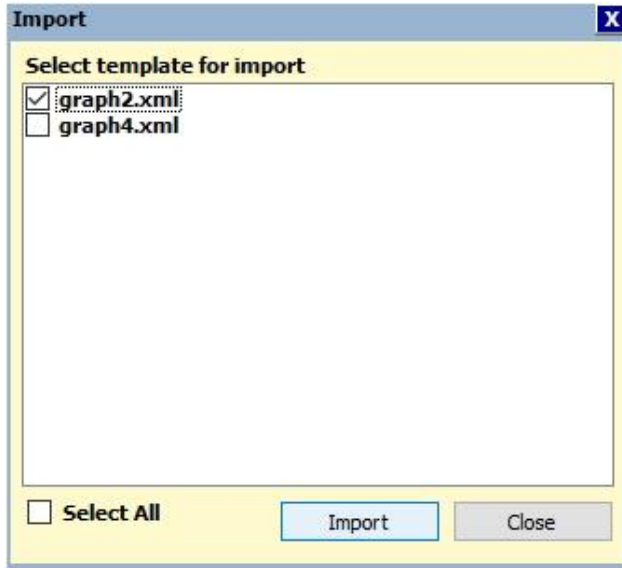 Import X
Select template for import
graph2.xml
graph4.xml
Select All Import Close